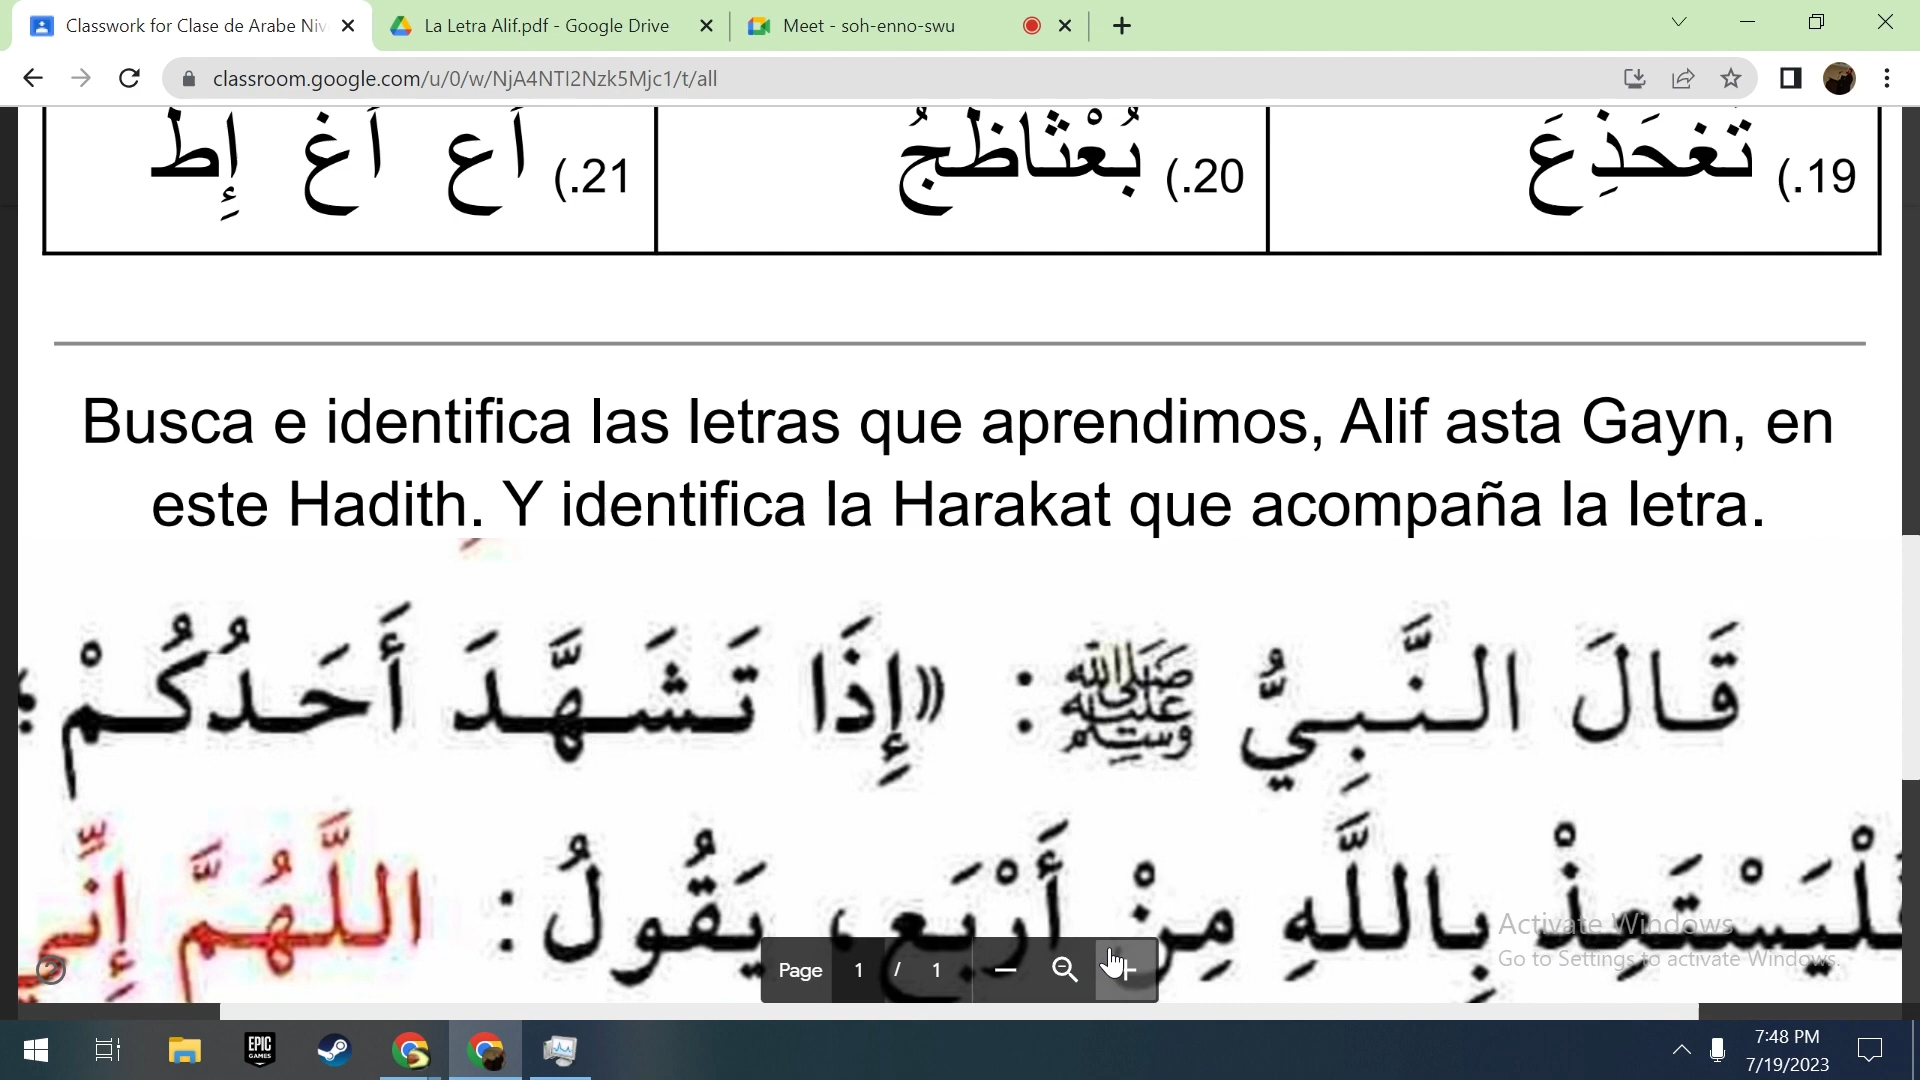 Classwork for Clase de Arabe Niv
La Letra Alif.pdf - Google Drive
Meet - soh-enno-swu
classroom.google.com/u/0/w/NjA4NTI2Nzk5Mjc1/t/all
19.) تَغْحَذِعَ
20.) بُعْثَاظَجُ
21.) أَع أَغ إِظ
Busca e identifica las letras que aprendimos, Alif asta Gayn, en
este Hadith. Y identifica la Harakat que acompaña la letra.
قَالَ النَّبِيُّ ﷺ : «إِذَا تَشَهَّدَ أَحَدُكُمْ
فَلْيَسْتَعِذْ بِاللَّهِ مِنْ أَرْبَعٍ، يَقُولُ: اللَّهُمَّ إِنِّي
Activate Windows
Go to Settings to activate Windows.
Page 1 / 1
EPIC GAMES
7:48 PM
7/19/2023